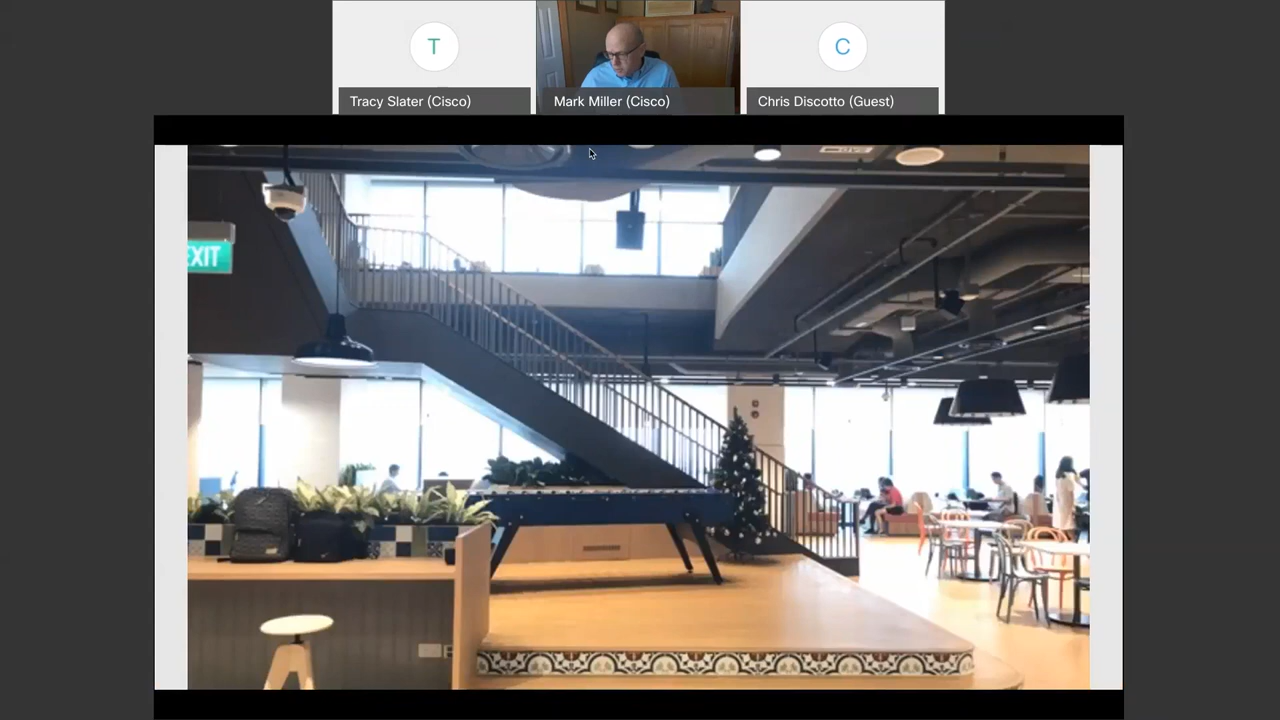 T
C
Tracy Slater (Cisco)
Mark Miller (Cisco)
Chris Discotto (Guest)
EXIT